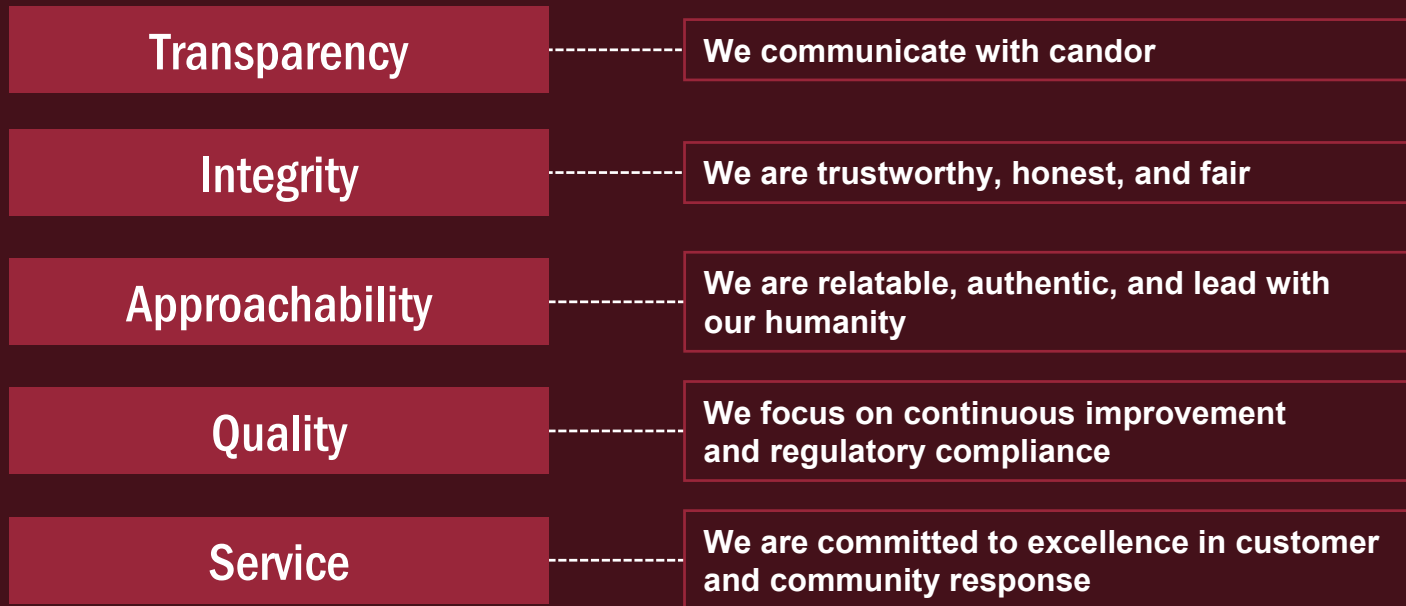 Transparency
We communicate with candor
Integrity
We are trustworthy, honest, and fair
Approachability
We are relatable, authentic, and lead with
our humanity
Quality
We focus on continuous improvement
and regulatory compliance
Service
We are committed to excellence in customer
and community response